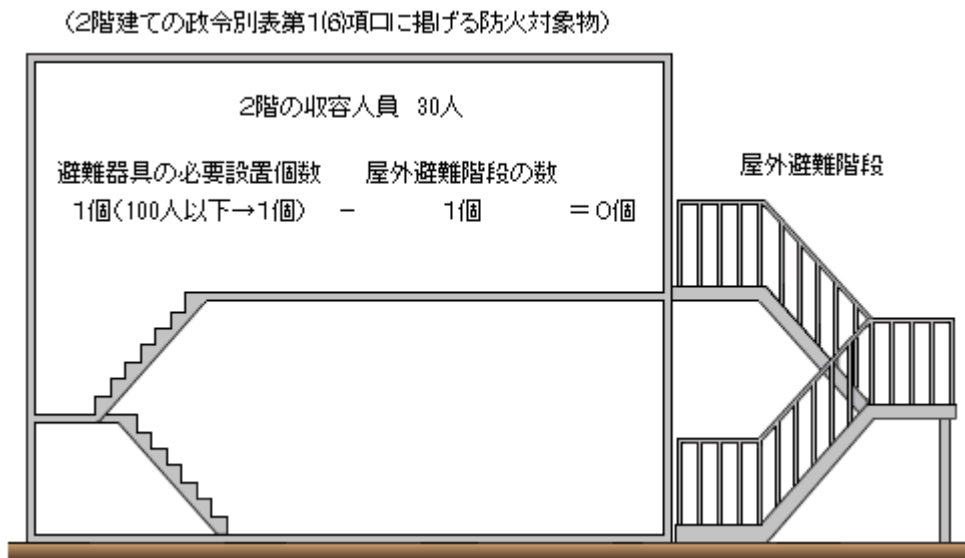 (2階建ての政令別表第1(6)項ロに掲げる防火対象物)
2階の収容人員 30人
避難器具の必要設置個数 屋外避難階段の数
1個(100人以下→1個) － 1個 ＝0個
屋外避難階段